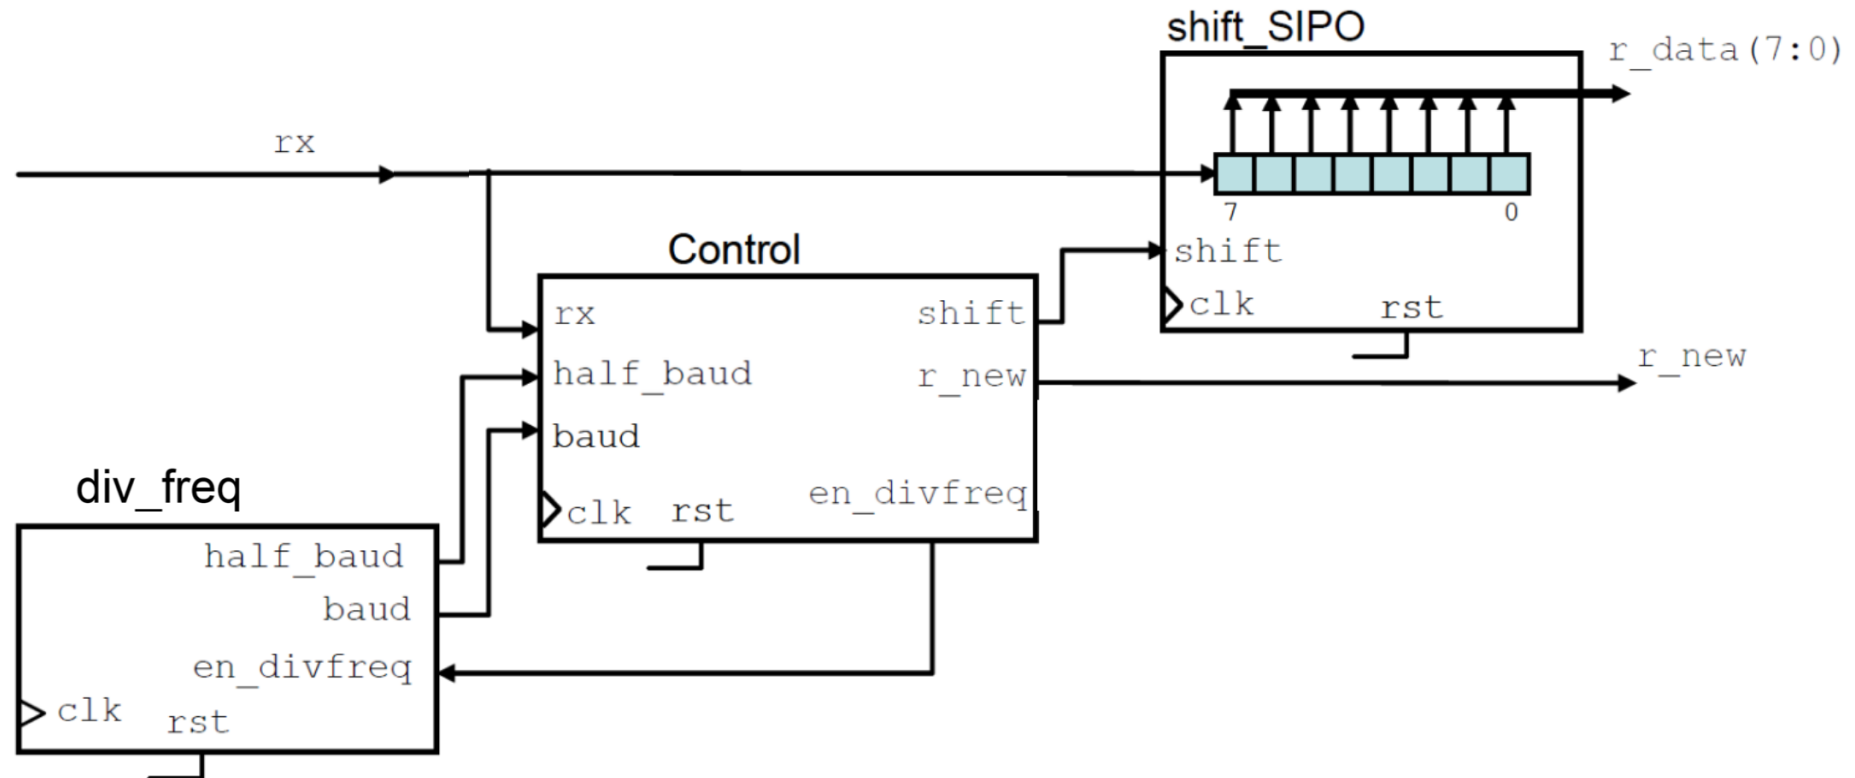 shift_SIPO
r_data(7:0)
rx
7 0
shift
clk rst
Control
rx shift
half_baud r_new
baud
en_divfreq
clk rst
r_new
div_freq
half_baud
baud
en_divfreq
clk rst